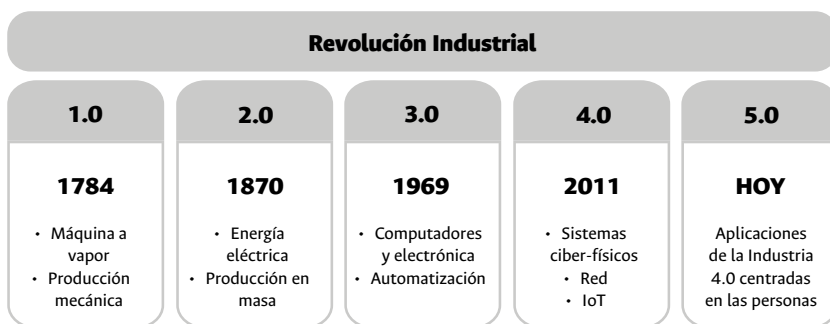 Revolución Industrial
1.0
1784
• Máquina a
vapor
• Producción
mecánica
2.0
1870
• Energía
eléctrica
• Producción en
masa
3.0
1969
• Computadores
y electrónica
• Automatización
4.0
2011
• Sistemas
ciber-físicos
• Red
• IoT
5.0
HOY
Aplicaciones
de la Industria
4.0 centradas
en las personas